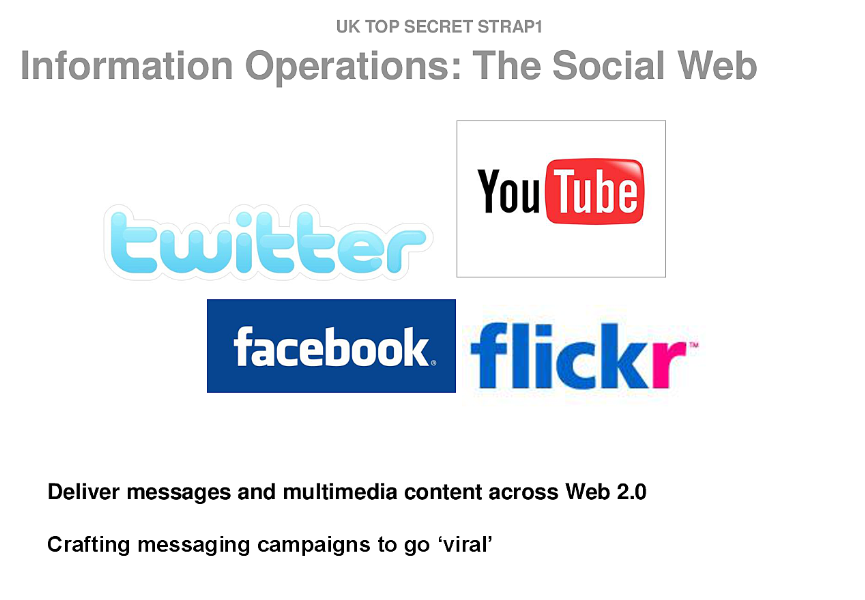 UK TOP SECRET STRAP1
Information Operations: The Social Web
YouTube
twitter
facebook®
flickr™
Deliver messages and multimedia content across Web 2.0
Crafting messaging campaigns to go ‘viral’